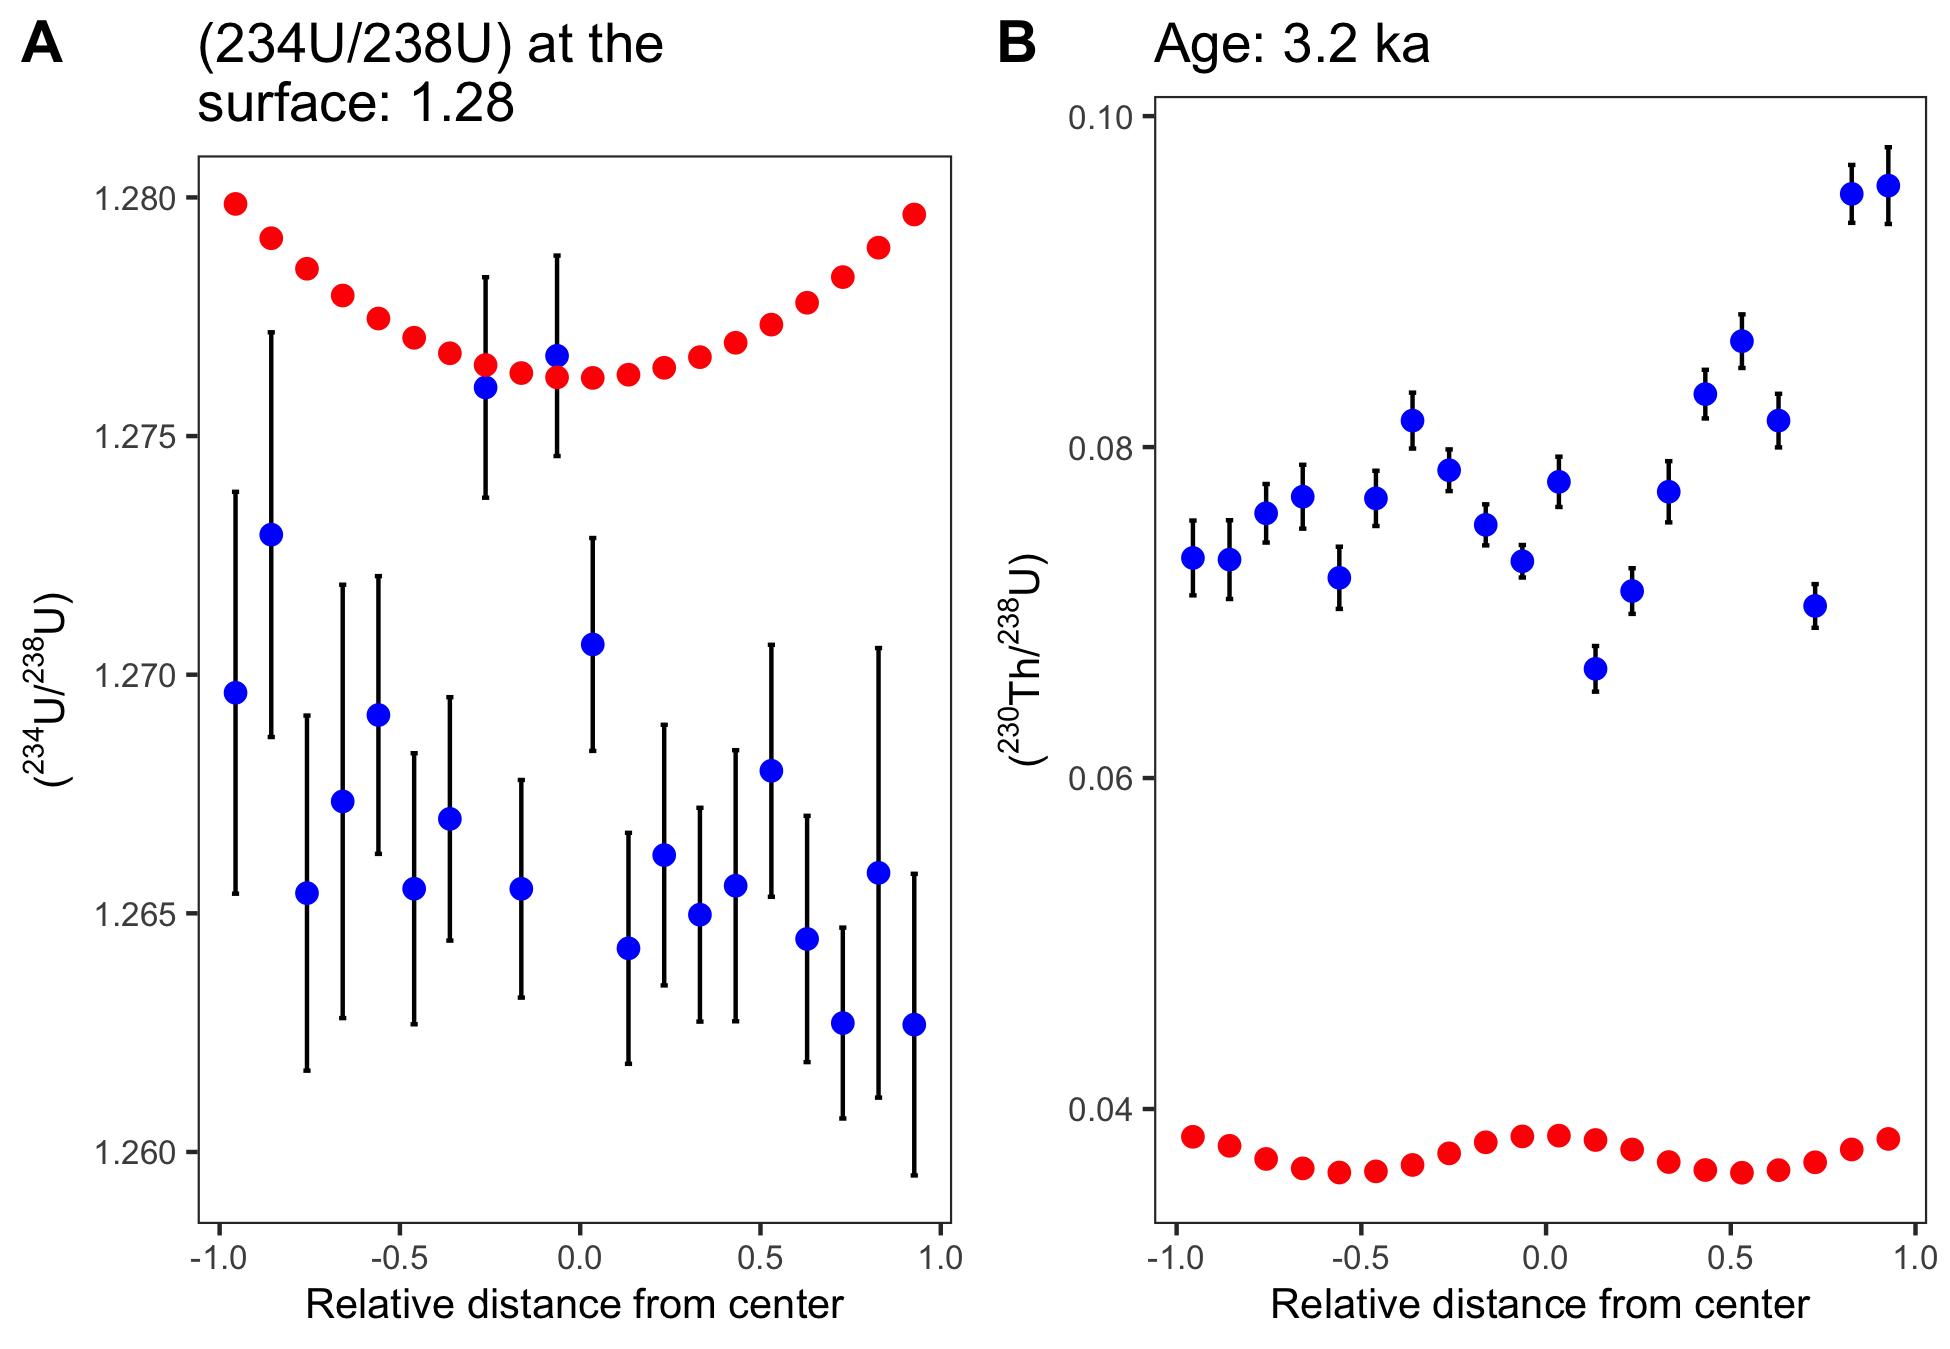 A
(234U/238U) at the
surface: 1.28
1.280
1.275
1.270
1.265
1.260
(²³⁴U/²³⁸U)
-1.0 -0.5 0.0 0.5 1.0
Relative distance from center
B
Age: 3.2 ka
0.10
0.08
0.06
0.04
(²³⁰Th/²³⁸U)
-1.0 -0.5 0.0 0.5 1.0
Relative distance from center